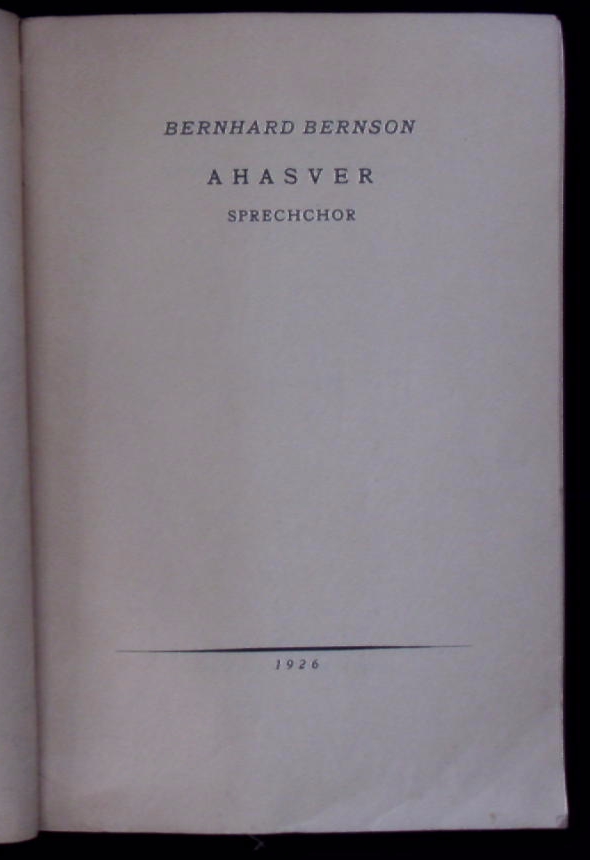 BERNHARD BERNSON
AHASVER
SPRECHCHOR
1926